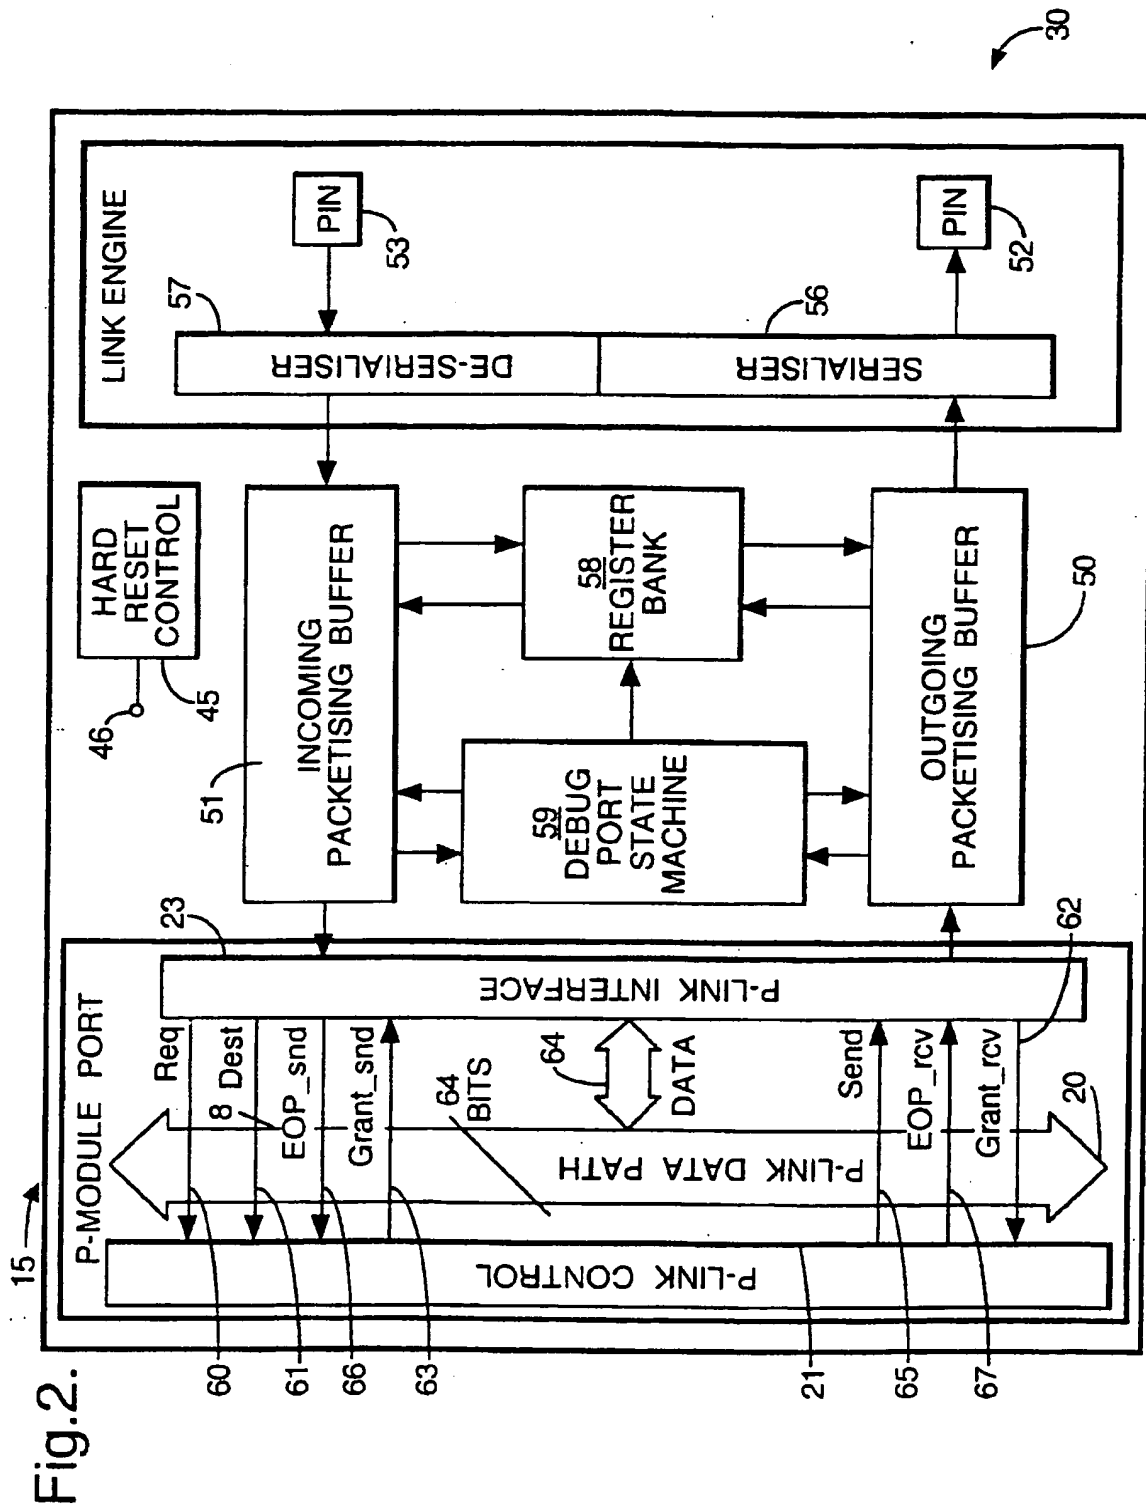 Fig.2.
15
P-MODULE PORT
Req
Dest
8
EOP_snd
Grant_snd
64
BITS
64
DATA
Send
EOP_rcv
Grant_rcv
20
62
23
P-LINK INTERFACE
P-LINK DATA PATH
P-LINK CONTROL
60
61
66
63
21
65
67
46
45
HARD
RESET
CONTROL
51
INCOMING
PACKETISING BUFFER
59
DEBUG
PORT
STATE
MACHINE
58
REGISTER
BANK
OUTGOING
PACKETISING BUFFER
50
LINK ENGINE
57
DE-SERIALISER
56
SERIALISER
PIN
53
PIN
52
30